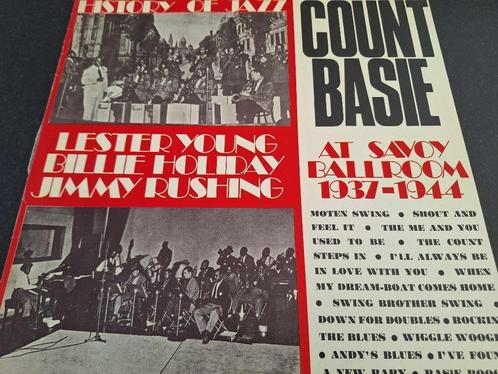 HISTORY OF JAZZ
LESTER YOUNG
BILLIE HOLIDAY
JIMMY RUSHING
COUNT
BASIE
AT SAVOY
BALLROOM
1937-1944
MOTEN SWING • SHOUT AND
FEEL IT • THE ME AND YOU
USED TO BE • THE COUNT
STEPS IN • I'LL ALWAYS BE
IN LOVE WITH YOU • WHEN
MY DREAM-BOAT COMES HOME
• SWING BROTHER SWING
DOWN FOR DOUBLES • ROCKIN
THE BLUES • WIGGLE WOOG
• ANDY'S BLUES • I'VE FOUN
A NEW BABY • BASIE BOOG